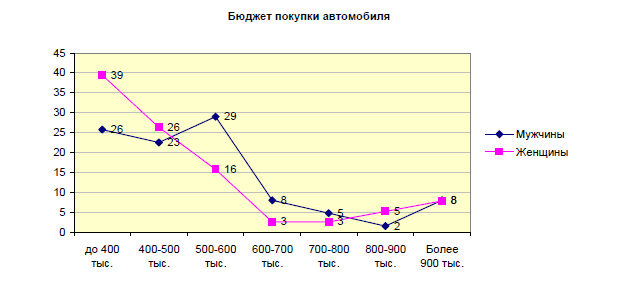 Бюджет покупки автомобиля
45
40
35
30
25
20
15
10
5
0
39
26
26
23
29
16
8
3
5
3
5
2
8
до 400 тыс.
400-500 тыс.
500-600 тыс.
600-700 тыс.
700-800 тыс.
800-900 тыс.
Более 900 тыс.
Мужчины
Женщины